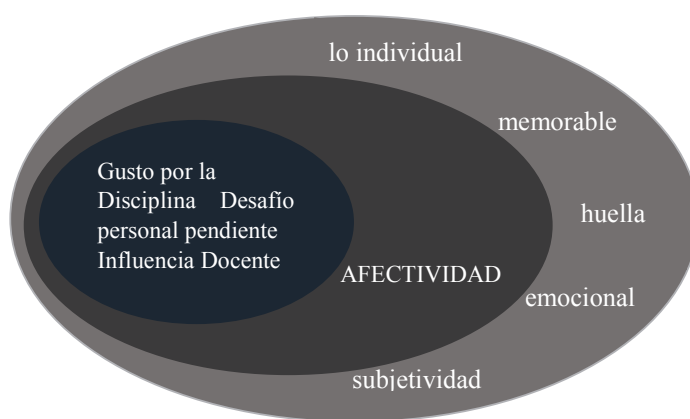 lo individual
memorable
Gusto por la
Disciplina Desafío
personal pendiente
Influencia Docente
huella
AFECTIVIDAD
emocional
subjetividad